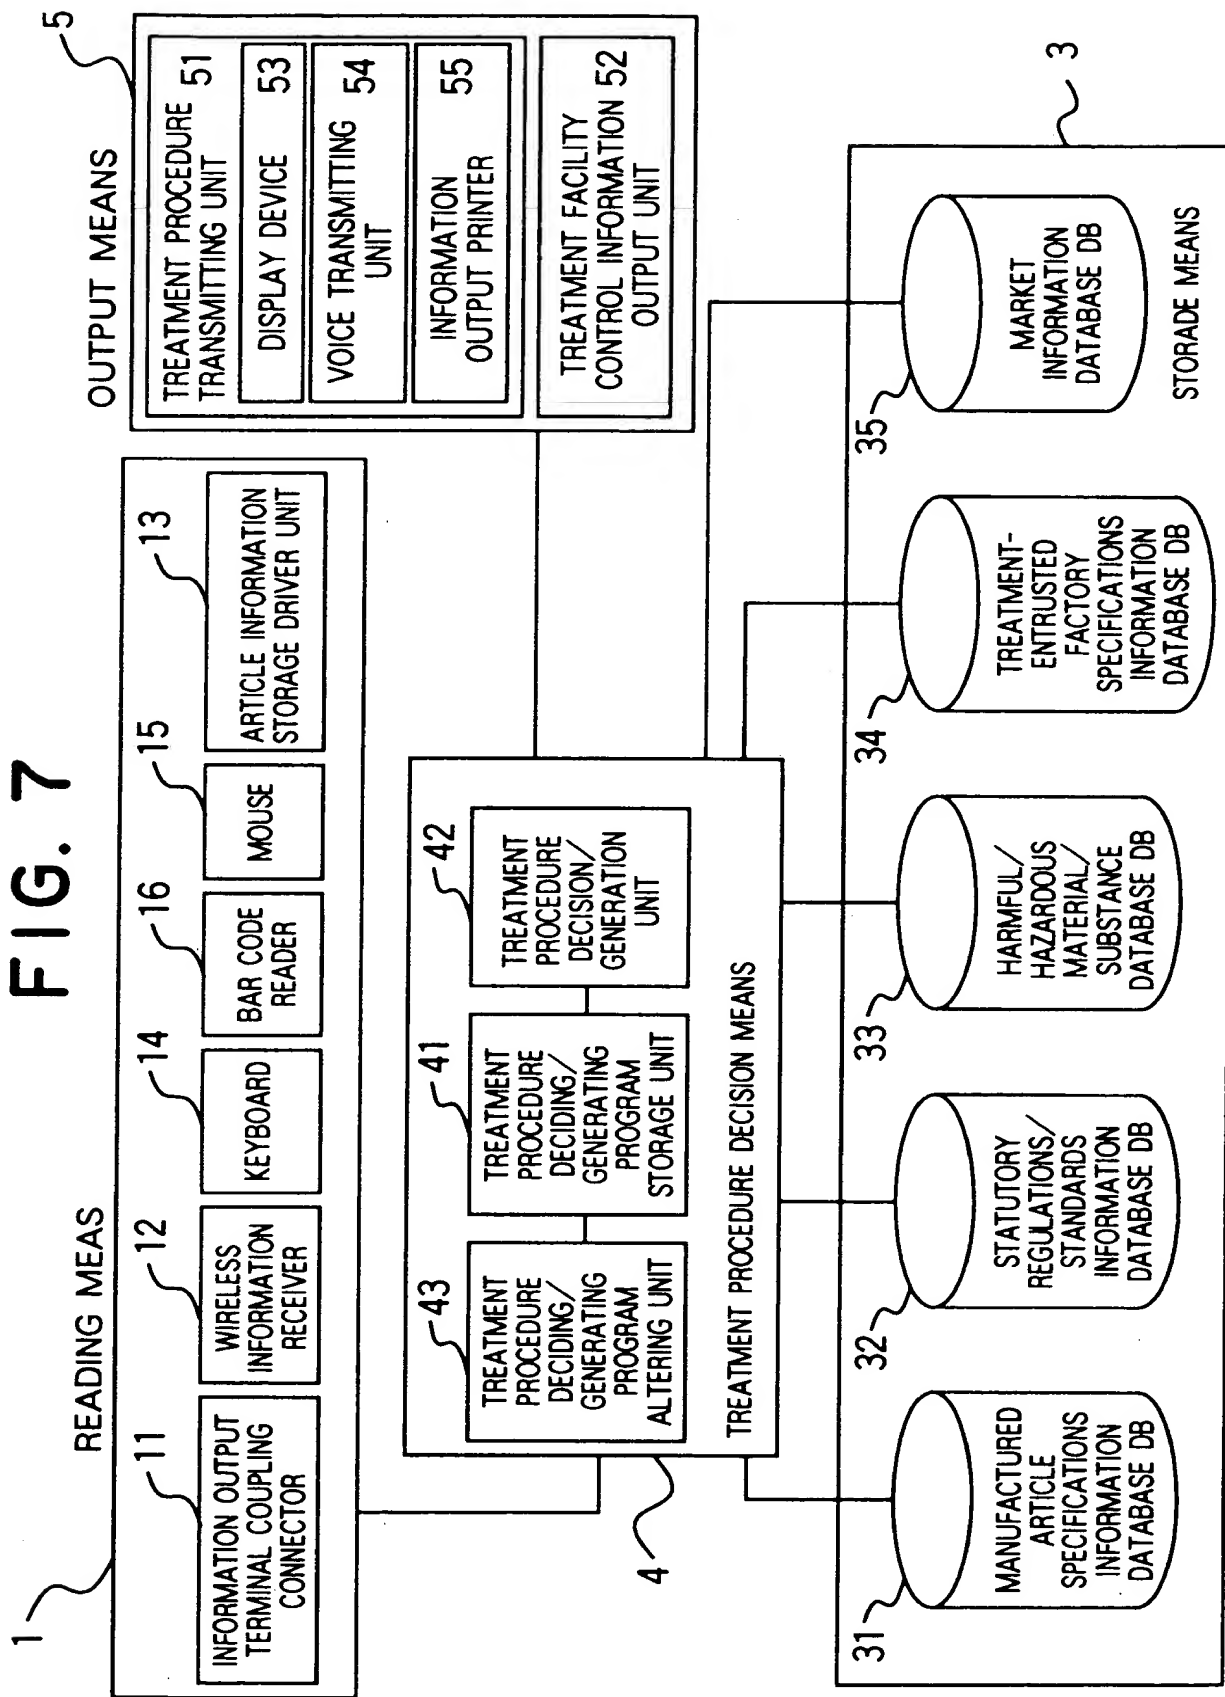 FIG. 7
READING MEAS
1
11
INFORMATION OUTPUT
TERMINAL COUPLING
CONNECTOR
12
WIRELESS
INFORMATION
RECEIVER
14
KEYBOARD
16
BAR CODE
READER
15
MOUSE
13
ARTICLE INFORMATION
STORAGE DRIVER UNIT
OUTPUT MEANS
5
TREATMENT PROCEDURE
TRANSMITTING UNIT 51
DISPLAY DEVICE 53
VOICE TRANSMITTING
UNIT 54
INFORMATION
OUTPUT PRINTER 55
TREATMENT FACILITY
CONTROL INFORMATION 52
OUTPUT UNIT
43
TREATMENT
PROCEDURE
DECIDING/
GENERATING
PROGRAM
ALTERING UNIT
41
TREATMENT
PROCEDURE
DECIDING/
GENERATING
PROGRAM
STORAGE UNIT
42
TREATMENT
PROCEDURE
DECISION/
GENERATION
UNIT
TREATMENT PROCEDURE DECISION MEANS
4
3
31
MANUFACTURED
ARTICLE
SPECIFICATIONS
INFORMATION
DATABASE DB
32
STATUTORY
REGULATIONS/
STANDARDS
INFORMATION
DATABASE DB
33
HARMFUL/
HAZARDOUS
MATERIAL/
SUBSTANCE
DATABASE DB
34
TREATMENT-
ENTRUSTED
FACTORY
SPECIFICATIONS
INFORMATION
DATABASE DB
35
MARKET
INFORMATION
DATABASE DB
STORADE MEANS